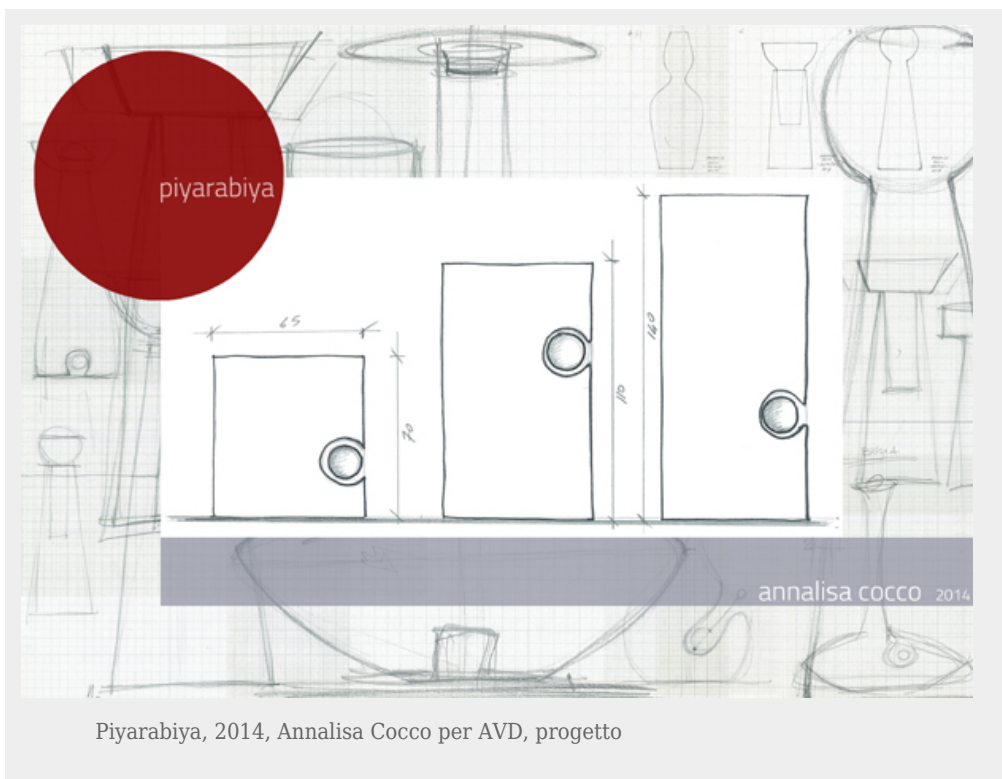 piyarabiya
65
70
110
140
annalisa cocco 2014
Piyarabiya, 2014, Annalisa Cocco per AVD, progetto